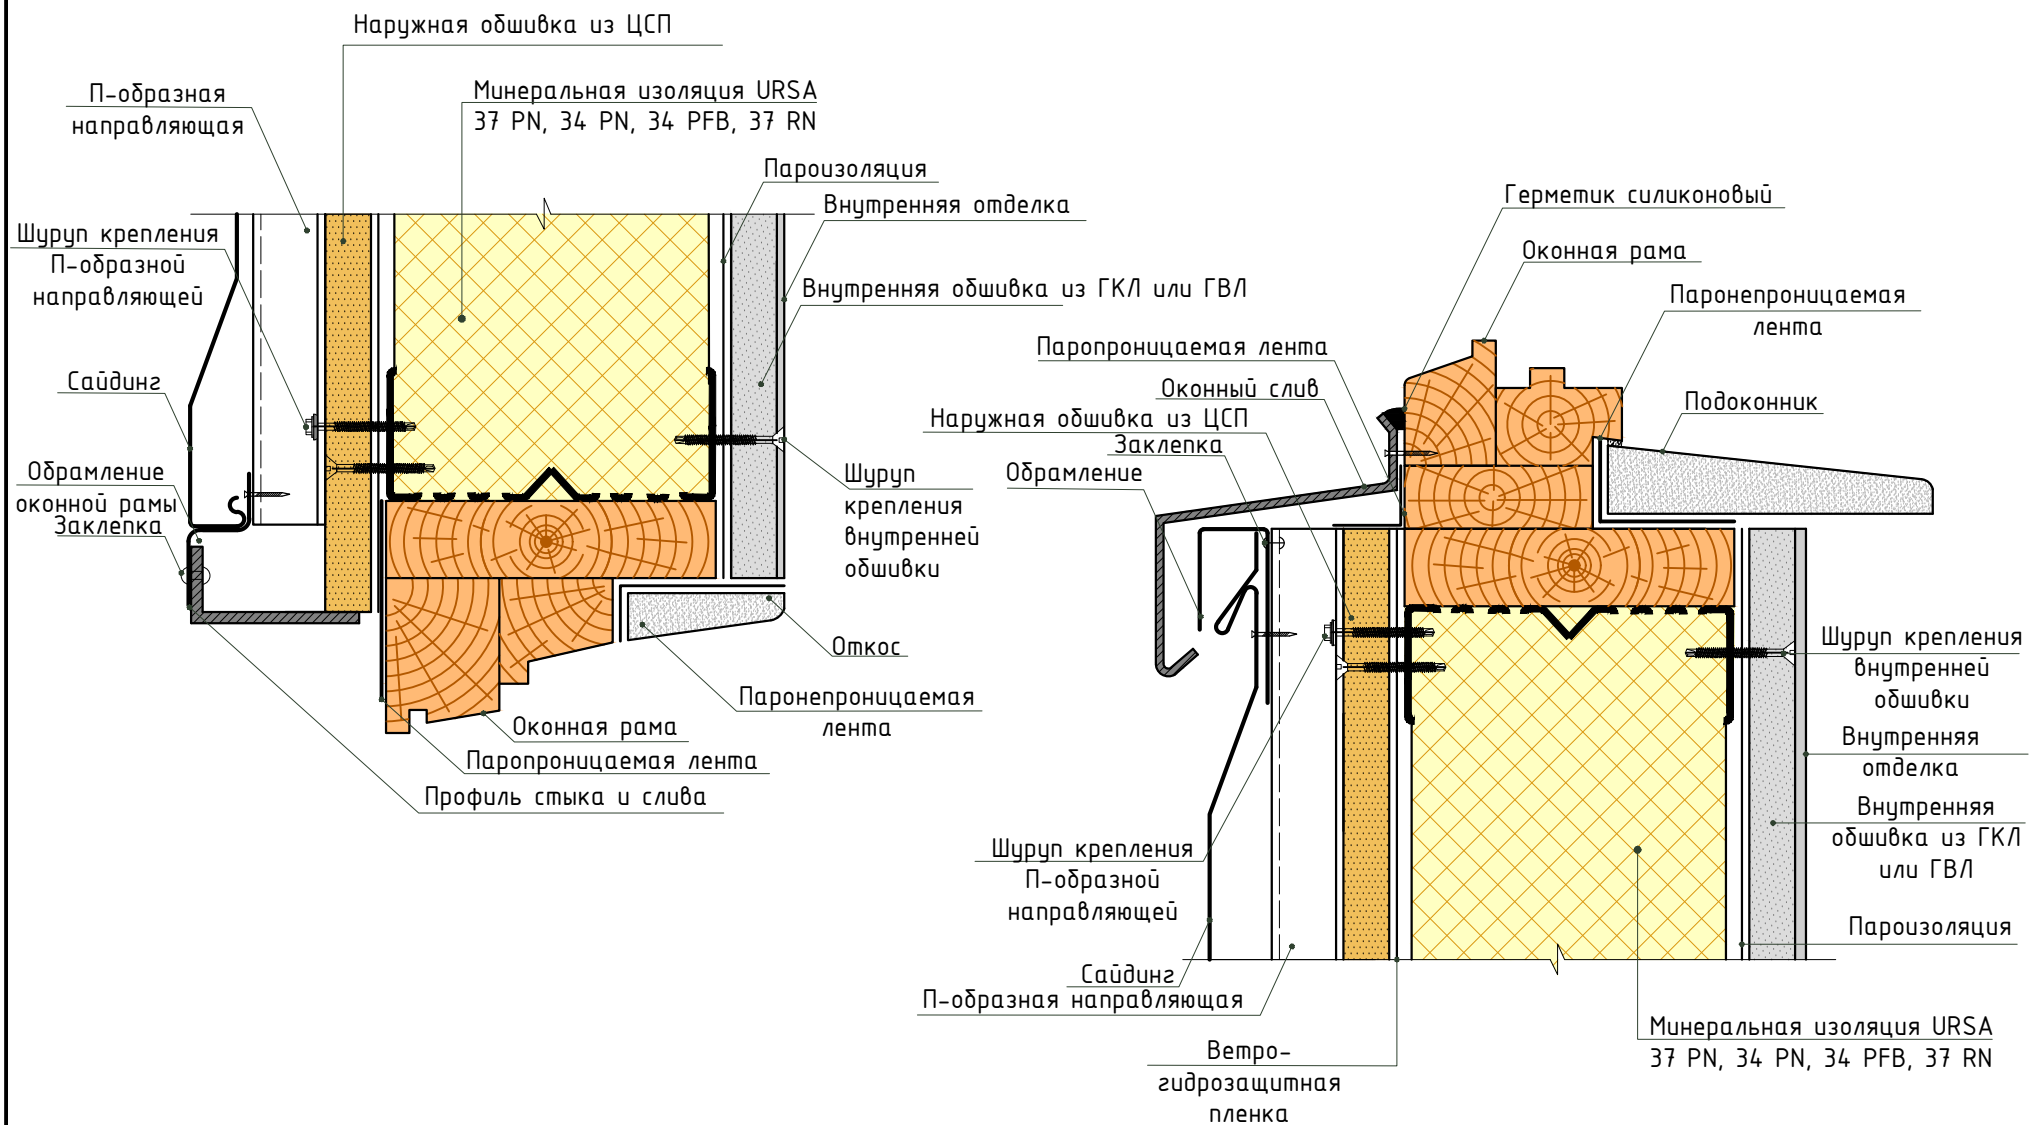 Наружная обшивка из ЦСП
П-образная
направляющая
Минеральная изоляция URSA
37 PN, 34 PN, 34 PFB, 37 RN
Пароизоляция
Внутренняя отделка
Шуруп крепления
П-образной
направляющей
Внутренняя обшивка из ГКЛ или ГВЛ
Сайдинг
Обрамление
оконной рамы
Заклепка
Шуруп
крепления
внутренней
обшивки
Откос
Паронепроницаемая
лента
Оконная рама
Паропроницаемая лента
Профиль стыка и слива
Герметик силиконовый
Оконная рама
Паронепроницаемая
лента
Паропроницаемая лента
Оконный слив
Подоконник
Наружная обшивка из ЦСП
Заклепка
Обрамление
Шуруп крепления
внутренней
обшивки
Внутренняя
отделка
Внутренняя
обшивка из ГКЛ
или ГВЛ
Шуруп крепления
П-образной
направляющей
Пароизоляция
Сайдинг
П-образная направляющая
Минеральная изоляция URSA
37 PN, 34 PN, 34 PFB, 37 RN
Ветро-
гидрозащитная
пленка